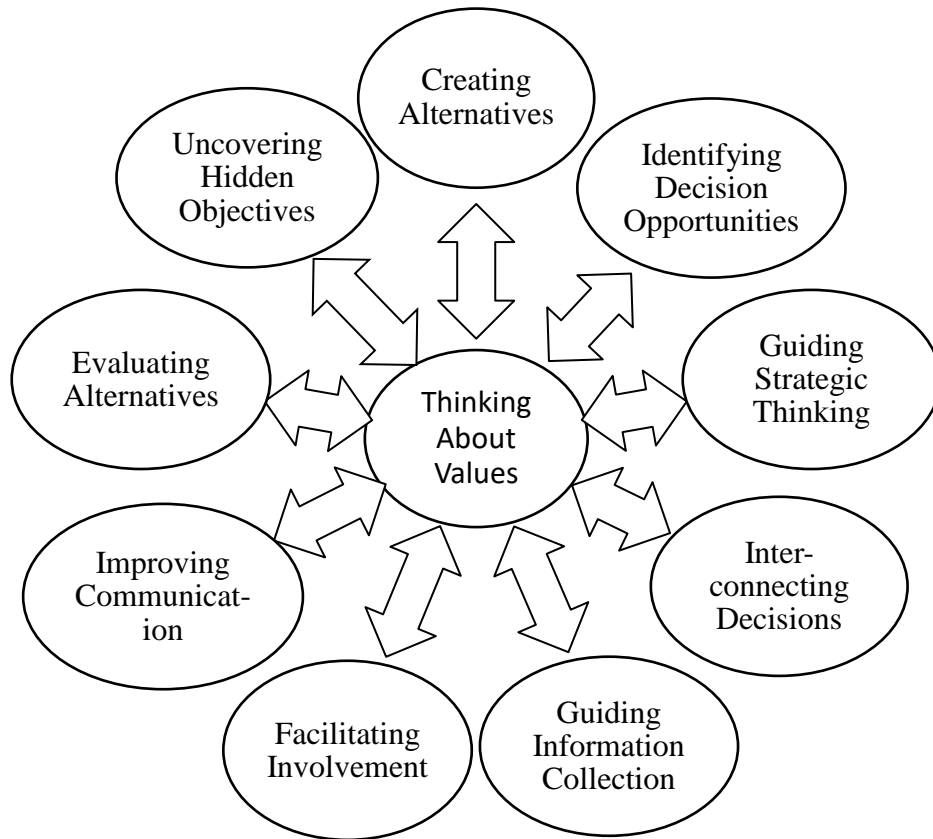 Creating
Alternatives
Identifying
Decision
Opportunities
Guiding
Strategic
Thinking
Inter-
connecting
Decisions
Guiding
Information
Collection
Facilitating
Involvement
Improving
Communicat-
ion
Evaluating
Alternatives
Uncovering
Hidden
Objectives
Thinking
About
Values